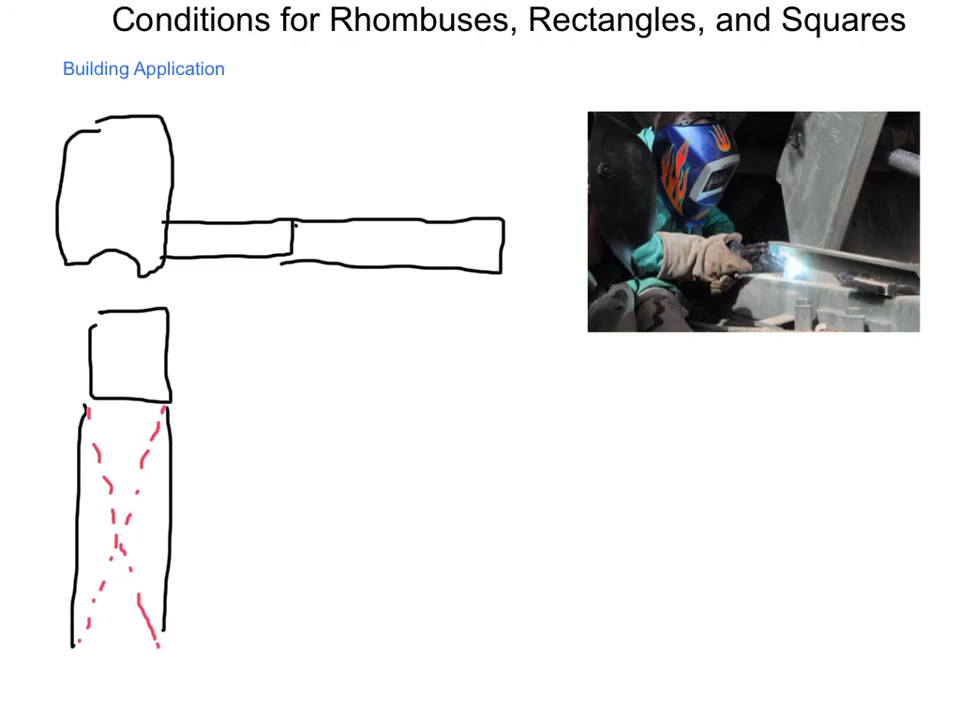 Conditions for Rhombuses, Rectangles, and Squares
Building Application